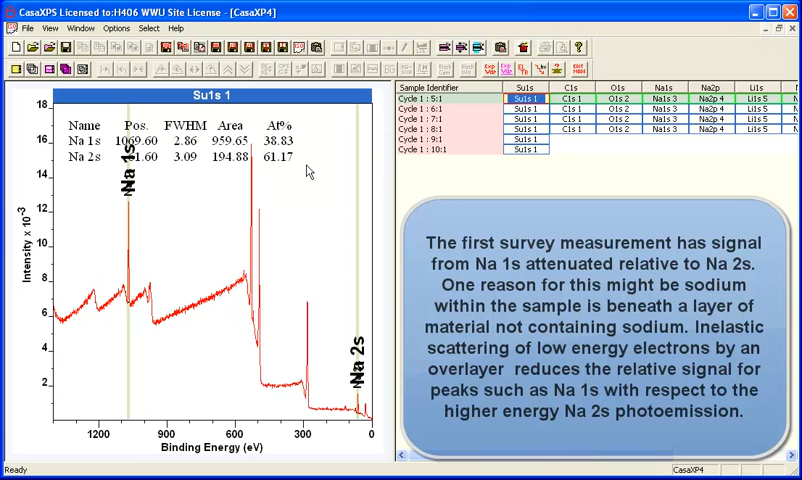 CasaXPS Licensed to:H406 WWU Site License - [CasaXP4]
File View Window Options Select Help
Su1s 1
Name Pos. FWHM Area At%
Na 1s 1069.60 2.86 959.65 38.83
Na 2s 61.60 3.09 194.88 61.17
Na 1s
Na 2s
Intensity x 10⁻³
18
16
14
12
10
8
6
4
2
1200 900 600 300 0
Binding Energy (eV)
Sample Identifier Su1s C1s O1s Na1s Na2p Li1s N
Cycle 1 : 5:1 Su1s 1 C1s 1 O1s 2 Na1s 3 Na2p 4 Li1s 5 N
Cycle 1 : 6:1 Su1s 1 C1s 1 O1s 2 Na1s 3 Na2p 4 Li1s 5 N
Cycle 1 : 7:1 Su1s 1 C1s 1 O1s 2 Na1s 3 Na2p 4 Li1s 5 N
Cycle 1 : 8:1 Su1s 1 C1s 1 O1s 2 Na1s 3 Na2p 4 Li1s 5 N
Cycle 1 : 9:1 Su1s 1
Cycle 1 : 10:1 Su1s 1
The first survey measurement has signal
from Na 1s attenuated relative to Na 2s.
One reason for this might be sodium
within the sample is beneath a layer of
material not containing sodium. Inelastic
scattering of low energy electrons by an
overlayer reduces the relative signal for
peaks such as Na 1s with respect to the
higher energy Na 2s photoemission.
Ready
CasaXP4